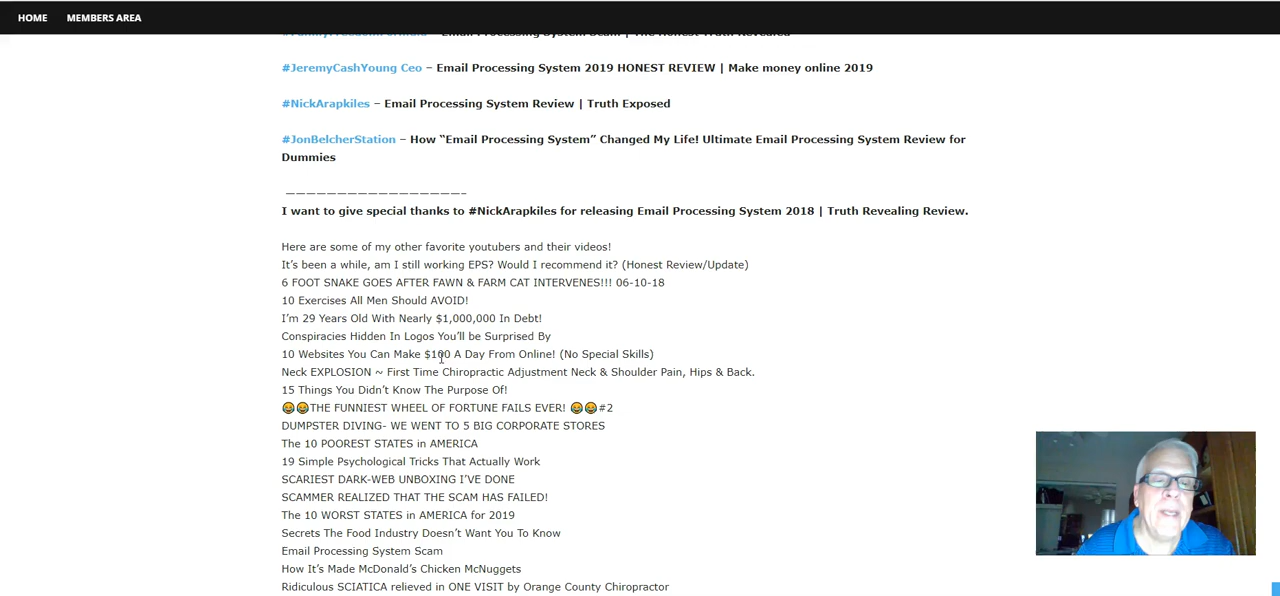 HOME MEMBERS AREA
#JeremyCashYoung Ceo – Email Processing System 2019 HONEST REVIEW | Make money online 2019
#NickArapkiles – Email Processing System Review | Truth Exposed
#JonBelcherStation – How “Email Processing System” Changed My Life! Ultimate Email Processing System Review for
Dummies
——————————————————–
I want to give special thanks to #NickArapkiles for releasing Email Processing System 2018 | Truth Revealing Review.
Here are some of my other favorite youtubers and their videos!
It’s been a while, am I still working EPS? Would I recommend it? (Honest Review/Update)
6 FOOT SNAKE GOES AFTER FAWN & FARM CAT INTERVENES!!! 06-10-18
10 Exercises All Men Should AVOID!
I’m 29 Years Old With Nearly $1,000,000 In Debt!
Conspiracies Hidden In Logos You’ll be Surprised By
10 Websites You Can Make $100 A Day From Online! (No Special Skills)
Neck EXPLOSION ~ First Time Chiropractic Adjustment Neck & Shoulder Pain, Hips & Back.
15 Things You Didn’t Know The Purpose Of!
😂😂THE FUNNIEST WHEEL OF FORTUNE FAILS EVER! 😂😂#2
DUMPSTER DIVING- WE WENT TO 5 BIG CORPORATE STORES
The 10 POOREST STATES in AMERICA
19 Simple Psychological Tricks That Actually Work
SCARIEST DARK-WEB UNBOXING I’VE DONE
SCAMMER REALIZED THAT THE SCAM HAS FAILED!
The 10 WORST STATES in AMERICA for 2019
Secrets The Food Industry Doesn’t Want You To Know
Email Processing System Scam
How It’s Made McDonald’s Chicken McNuggets
Ridiculous SCIATICA relieved in ONE VISIT by Orange County Chiropractor